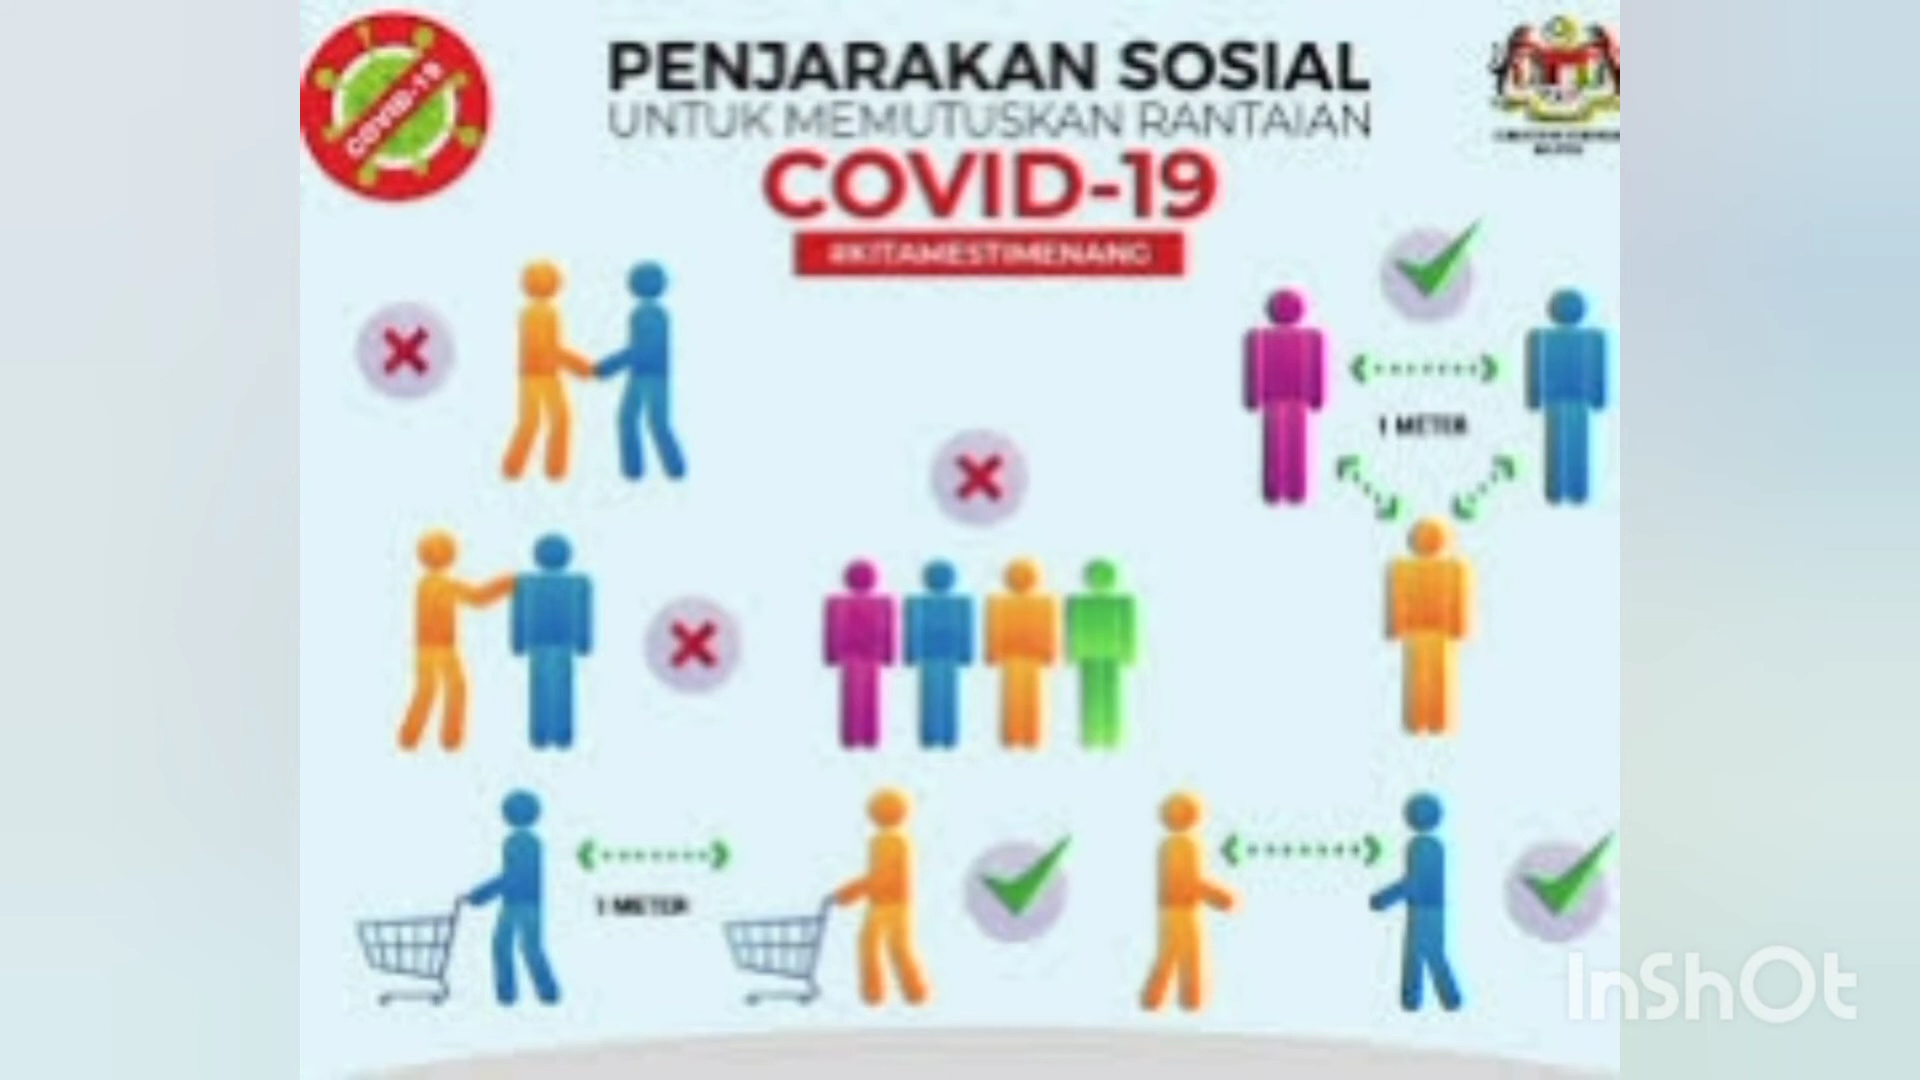 COVID-19
PENJARAKAN SOSIAL
UNTUK MEMUTUSKAN RANTAIAN
COVID-19
#KITAMESTIMENANG
1 METER
1 METER
InShOt